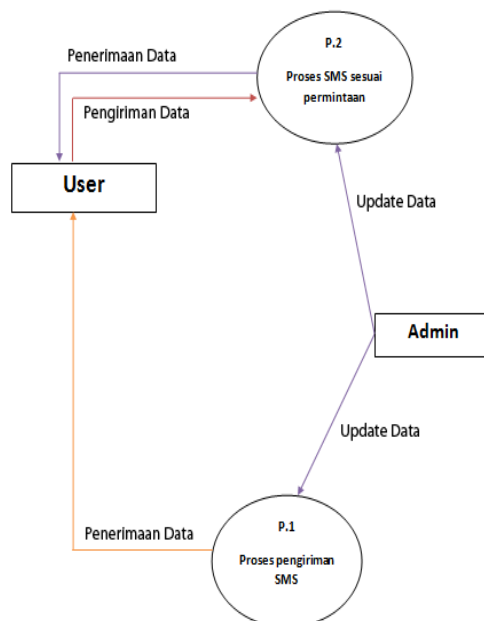 P.2
Penerimaan Data
Proses SMS sesuai
permintaan
Pengiriman Data
User
Update Data
Admin
Update Data
P.1
Penerimaan Data
Proses pengiriman
SMS